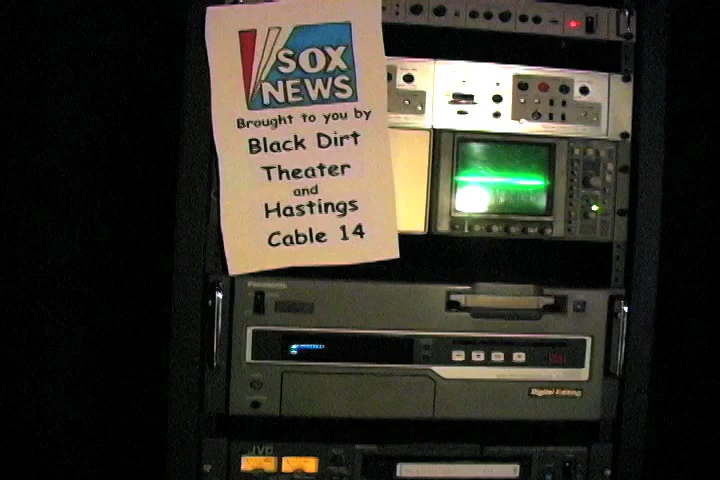 SOX
NEWS
Brought to you by
Black Dirt
Theater
and
Hastings
Cable 14
Panasonic
Digital Editing
JVC